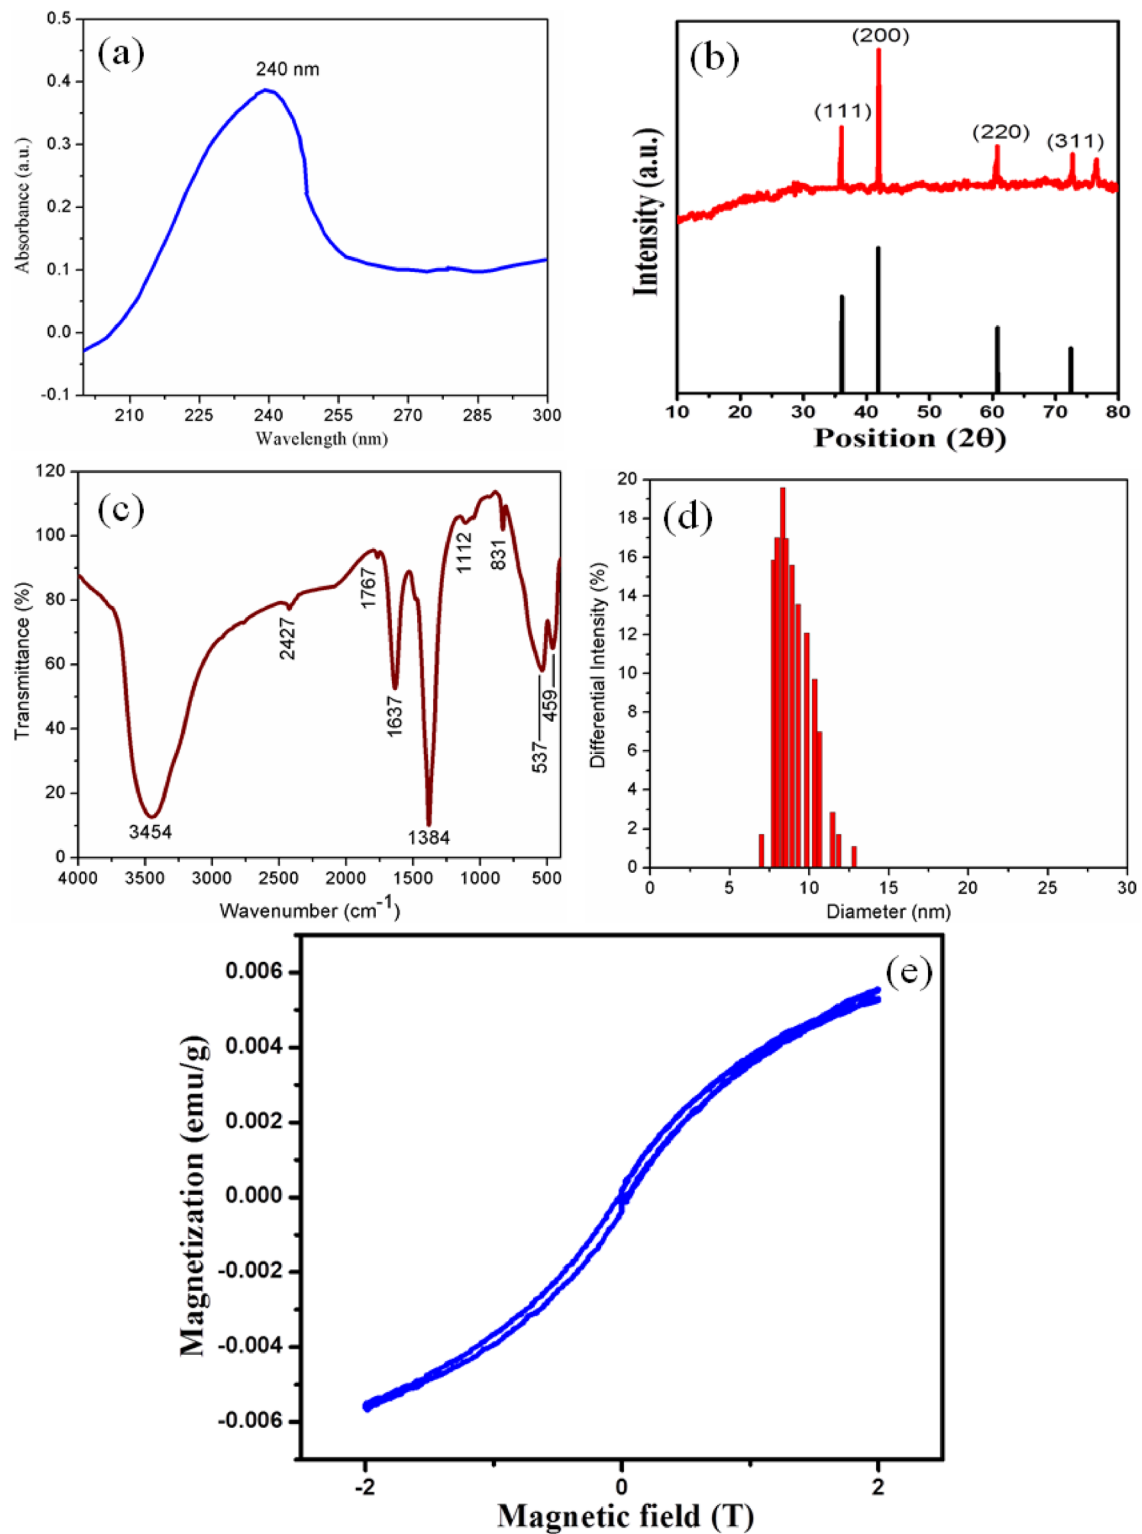 (a)
240 nm
0.5
0.4
0.3
0.2
0.1
0.0
-0.1
Absorbance (a.u.)
210 225 240 255 270 285 300
Wavelength (nm)
(b)
(200)
(111)
(220)
(311)
Intensity (a.u.)
10 20 30 40 50 60 70 80
Position (2θ)
(c)
120
100
80
60
40
20
0
Transmittance (%)
3454
2427
1767
1637
1384
1112
831
537
459
4000 3500 3000 2500 2000 1500 1000 500
Wavenumber (cm⁻¹)
(d)
20
18
16
14
12
10
8
6
4
2
0
Differential Intensity (%)
0 5 10 15 20 25 30
Diameter (nm)
(e)
0.006
0.004
0.002
0.000
-0.002
-0.004
-0.006
Magnetization (emu/g)
-2 0 2
Magnetic field (T)